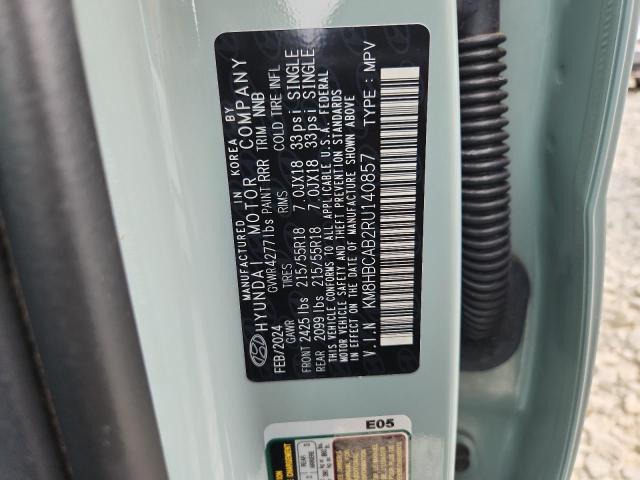 MANUFACTURED IN KOREA BY
HYUNDAI MOTOR COMPANY
FEB/2024 GVWR 4277lbs PAINT RRR TRIM NNB
GAWR TIRES RIMS COLD TIRE INFL
FRONT 2425 lbs 215/55R18 7.0JX18 33psi SINGLE
REAR 2099 lbs 215/55R18 7.0JX18 33psi SINGLE
THIS VEHICLE CONFORMS TO ALL APPLICABLE U.S.A. FEDERAL
MOTOR VEHICLE SAFETY AND THEFT PREVENTION STANDARDS
IN EFFECT ON THE DATE OF MANUFACTURE SHOWN ABOVE
V.I.N KM8HBCAB2RU140857 TYPE : MPV
E05
REAR
ARRIERE